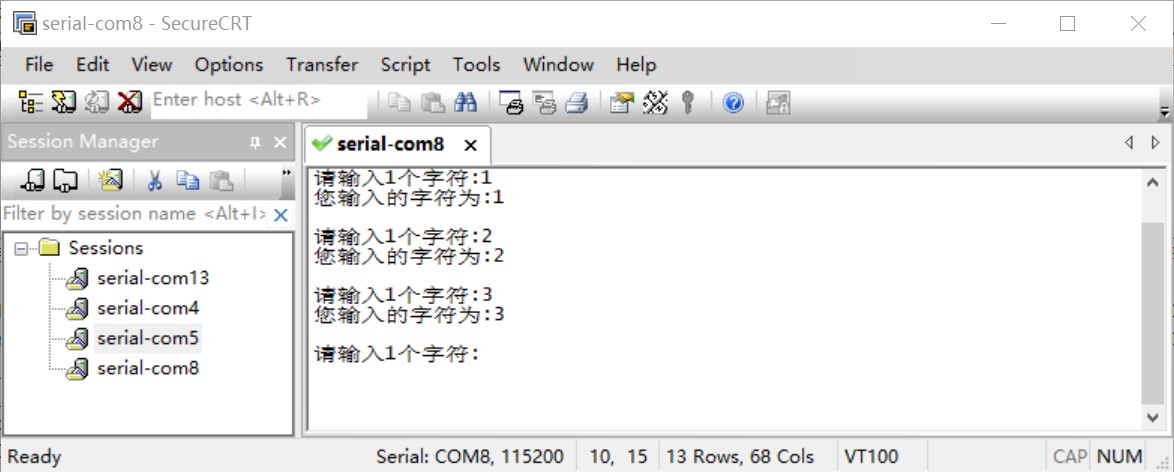 serial-com8 - SecureCRT
File Edit View Options Transfer Script Tools Window Help
Enter host <Alt+R>
Session Manager
Filter by session name <Alt+I>
Sessions
serial-com13
serial-com4
serial-com5
serial-com8
serial-com8
请输入1个字符:1
您输入的字符为:1
请输入1个字符:2
您输入的字符为:2
请输入1个字符:3
您输入的字符为:3
请输入1个字符:
Ready Serial: COM8, 115200 10, 15 13 Rows, 68 Cols VT100 CAP NUM